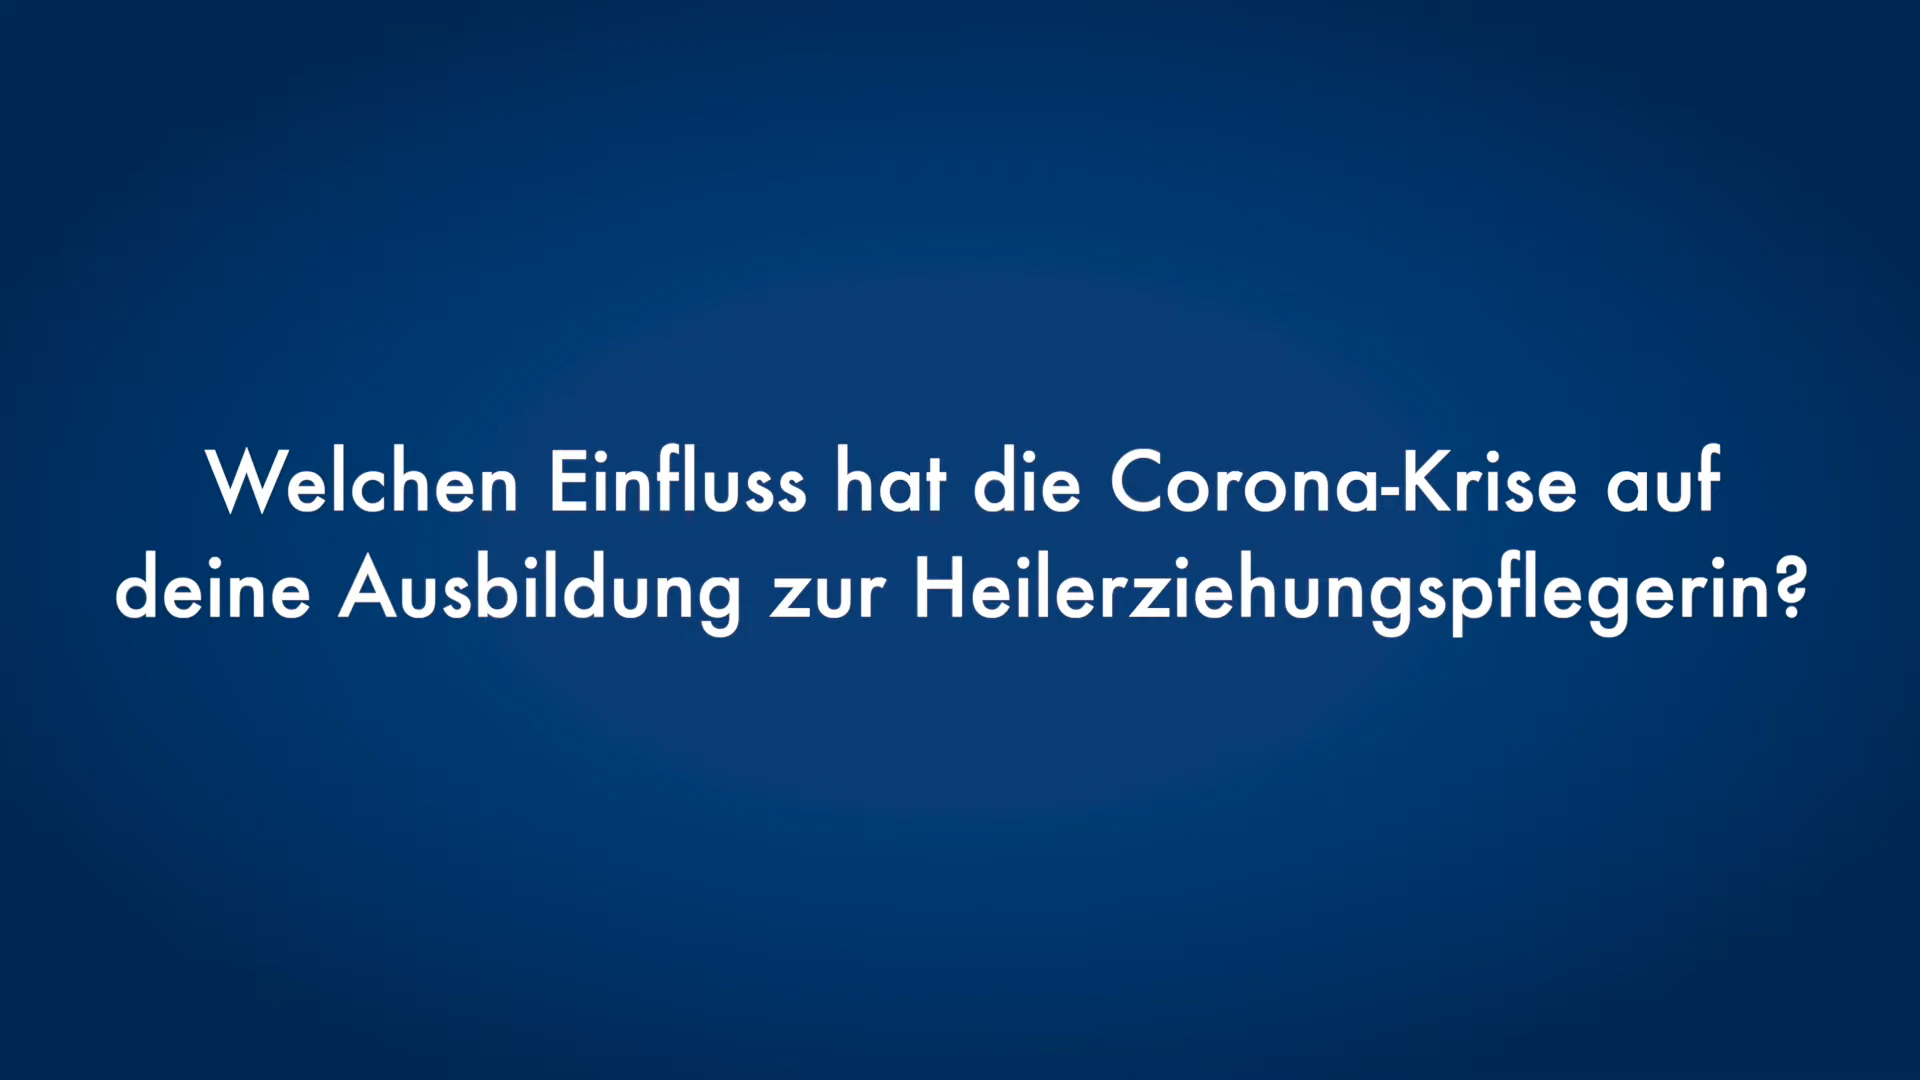 Welchen Einfluss hat die Corona-Krise auf
deine Ausbildung zur Heilerziehungspflegerin?